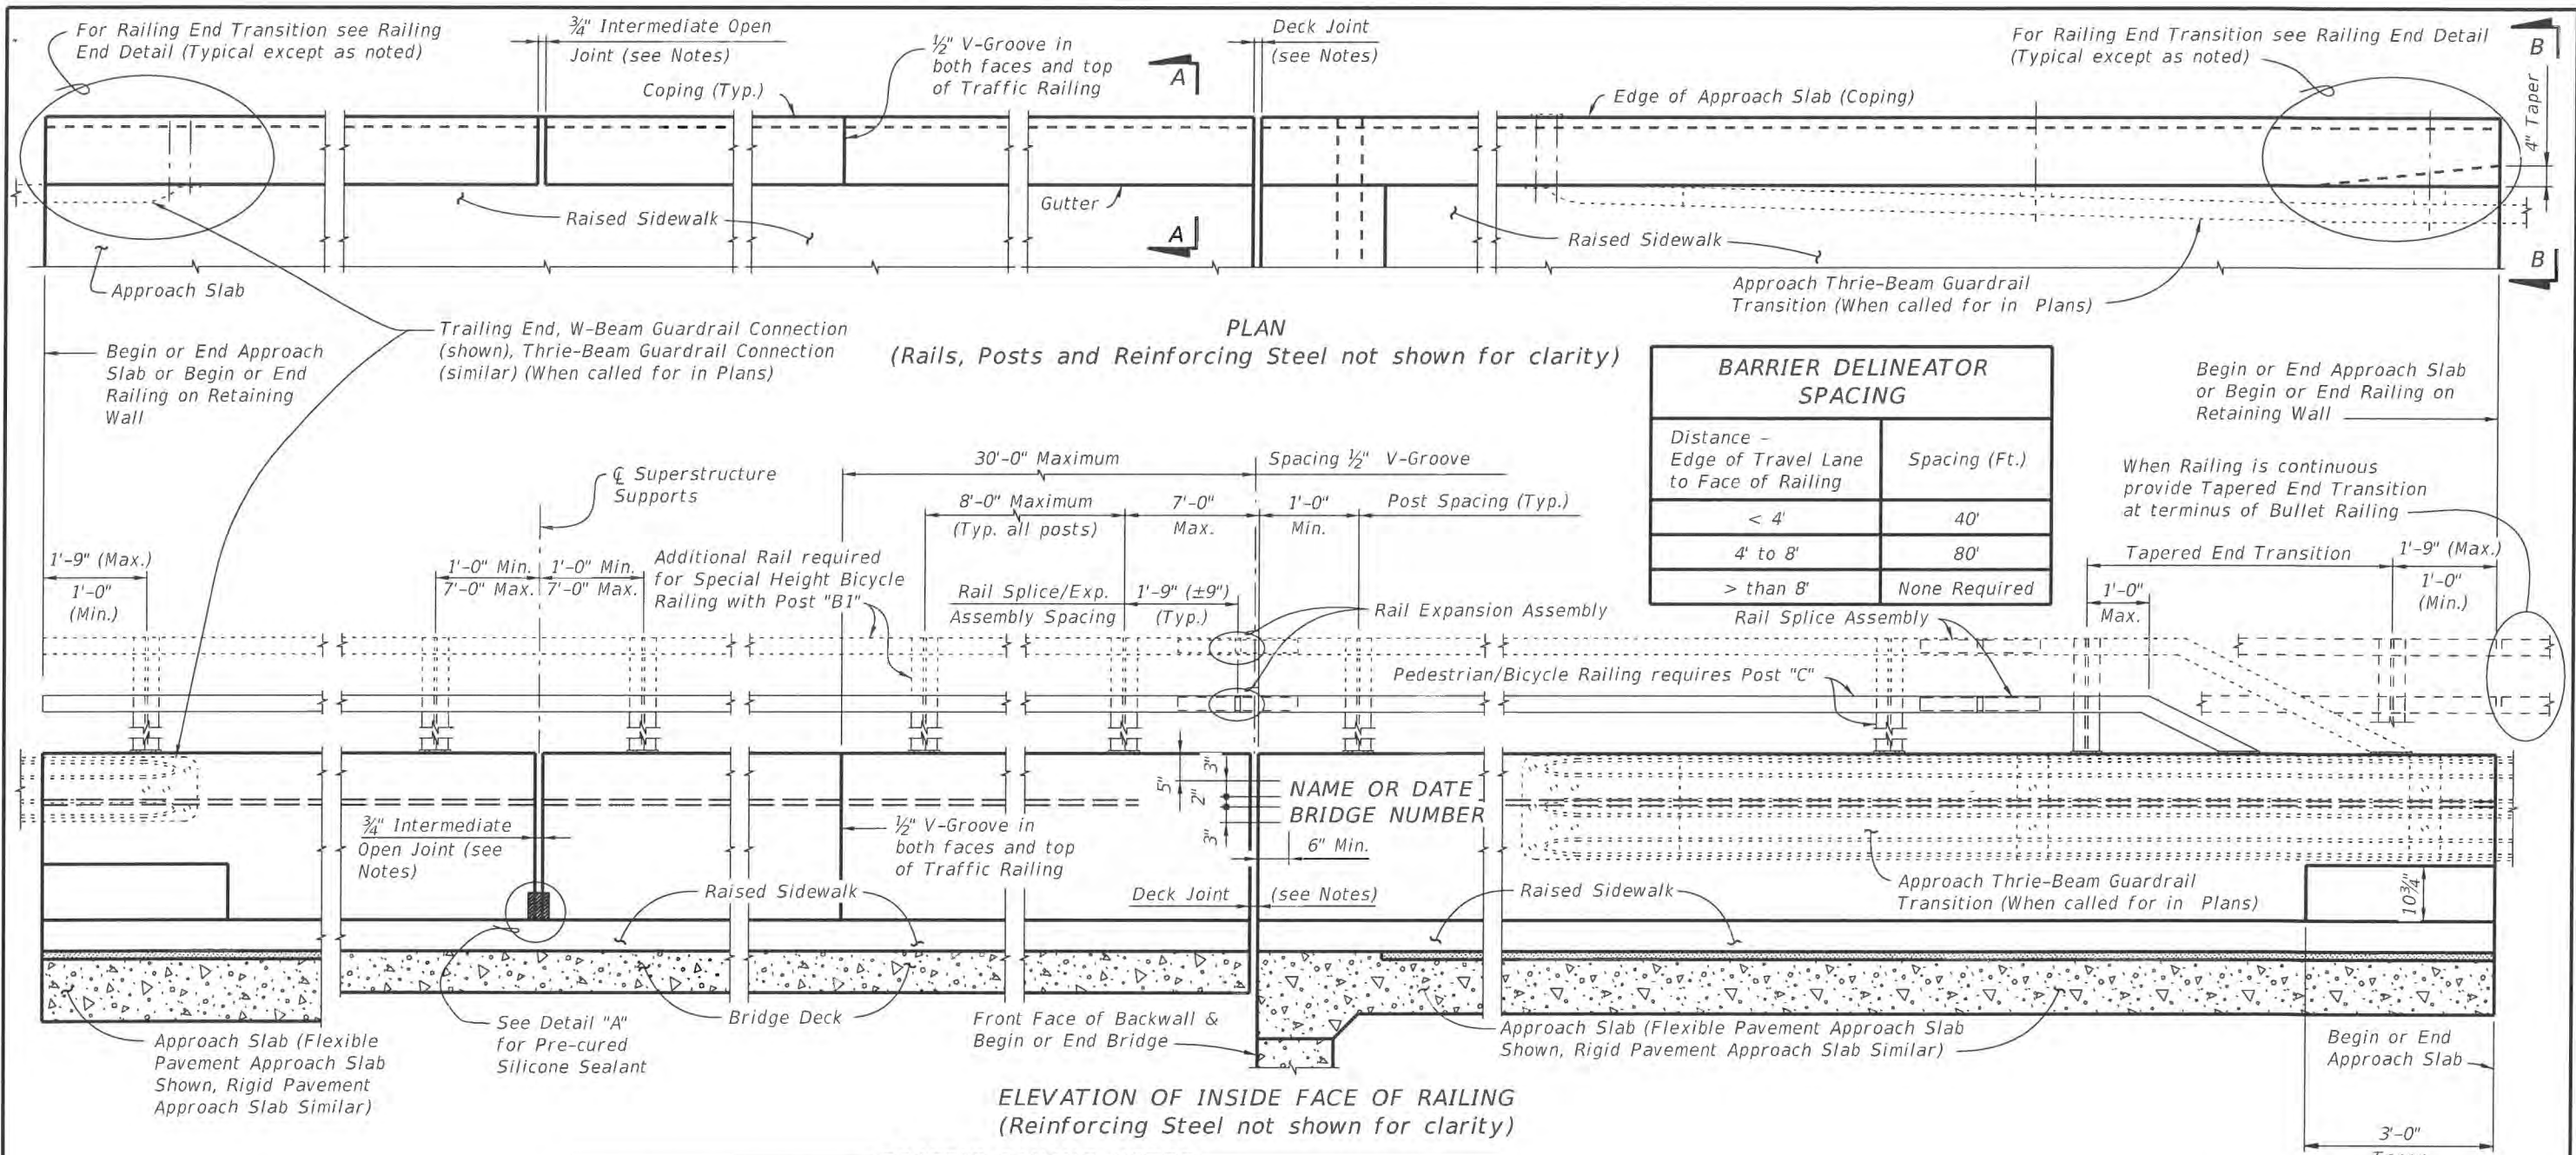 For Railing End Transition see Railing
End Detail (Typical except as noted)
¾" Intermediate Open
Joint (see Notes)
Coping (Typ.)
½" V-Groove in
both faces and top
of Traffic Railing
A
Deck Joint
(see Notes)
Edge of Approach Slab (Coping)
For Railing End Transition see Railing End Detail
(Typical except as noted)
B
4" Taper
Raised Sidewalk
Gutter
A
Raised Sidewalk
B
Approach Slab
Approach Thrie-Beam Guardrail
Transition (When called for in Plans)
Begin or End Approach
Slab or Begin or End
Railing on Retaining
Wall
Trailing End, W-Beam Guardrail Connection
(shown), Thrie-Beam Guardrail Connection
(similar) (When called for in Plans)
PLAN
(Rails, Posts and Reinforcing Steel not shown for clarity)
BARRIER DELINEATOR
SPACING
Distance -
Edge of Travel Lane
to Face of Railing
Spacing (Ft.)
< 4' 40'
4' to 8' 80'
> than 8' None Required
Begin or End Approach Slab
or Begin or End Railing on
Retaining Wall
When Railing is continuous
provide Tapered End Transition
at terminus of Bullet Railing
℄ Superstructure
Supports
30'-0" Maximum
Spacing ½" V-Groove
8'-0" Maximum
(Typ. all posts)
7'-0"
Max.
1'-0"
Min.
Post Spacing (Typ.)
1'-9" (Max.)
1'-0"
(Min.)
1'-0" Min.
7'-0" Max.
1'-0" Min.
7'-0" Max.
Additional Rail required
for Special Height Bicycle
Railing with Post "B1"
Rail Splice/Exp.
Assembly Spacing
1'-9" (±9")
(Typ.)
Rail Expansion Assembly
Rail Splice Assembly
Tapered End Transition
1'-0"
Max.
1'-9" (Max.)
1'-0"
(Min.)
Pedestrian/Bicycle Railing requires Post "C"
5"
3"
2"
3"
NAME OR DATE
BRIDGE NUMBER
6" Min.
¾" Intermediate
Open Joint (see
Notes)
½" V-Groove in
both faces and top
of Traffic Railing
Raised Sidewalk
Deck Joint
(see Notes)
Raised Sidewalk
Approach Thrie-Beam Guardrail
Transition (When called for in Plans)
10¾"
Approach Slab (Flexible
Pavement Approach Slab
Shown, Rigid Pavement
Approach Slab Similar)
See Detail "A"
for Pre-cured
Silicone Sealant
Bridge Deck
Front Face of Backwall &
Begin or End Bridge
Approach Slab (Flexible Pavement Approach Slab
Shown, Rigid Pavement Approach Slab Similar)
Begin or End
Approach Slab
ELEVATION OF INSIDE FACE OF RAILING
(Reinforcing Steel not shown for clarity)
3'-0"